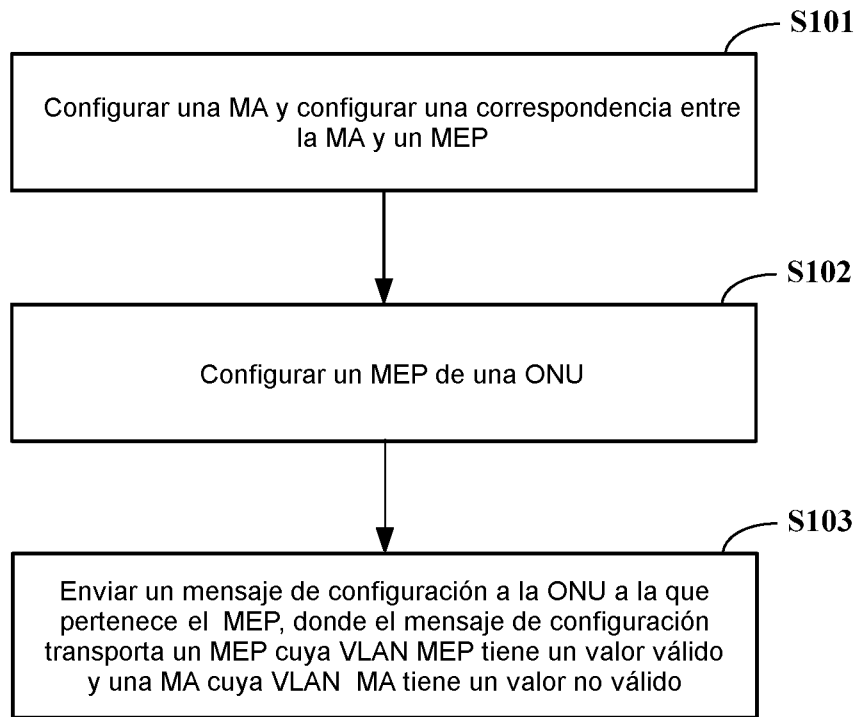 S101
Configurar una MA y configurar una correspondencia entre
la MA y un MEP
S102
Configurar un MEP de una ONU
S103
Enviar un mensaje de configuración a la ONU a la que
pertenece el MEP, donde el mensaje de configuración
transporta un MEP cuya VLAN MEP tiene un valor válido
y una MA cuya VLAN MA tiene un valor no válido